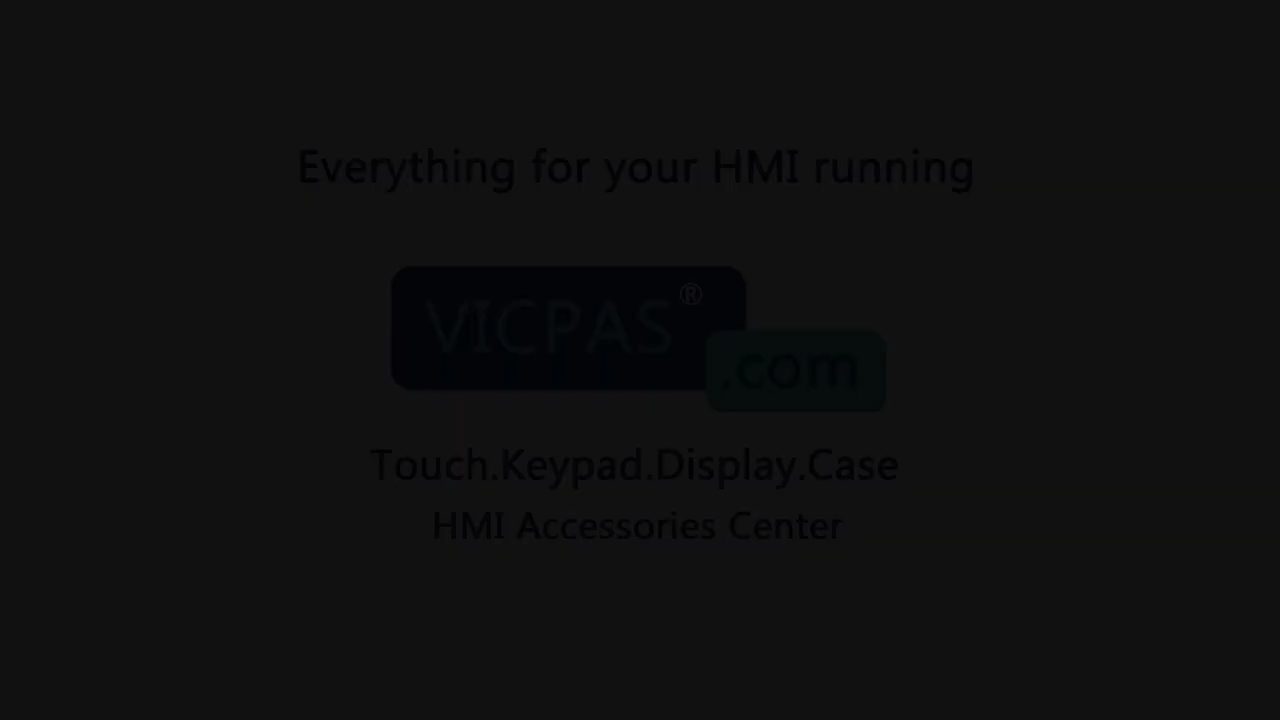 Everything for your HMI running
VICPAS®
.com
Touch.Keypad.Display.Case
HMI Accessories Center